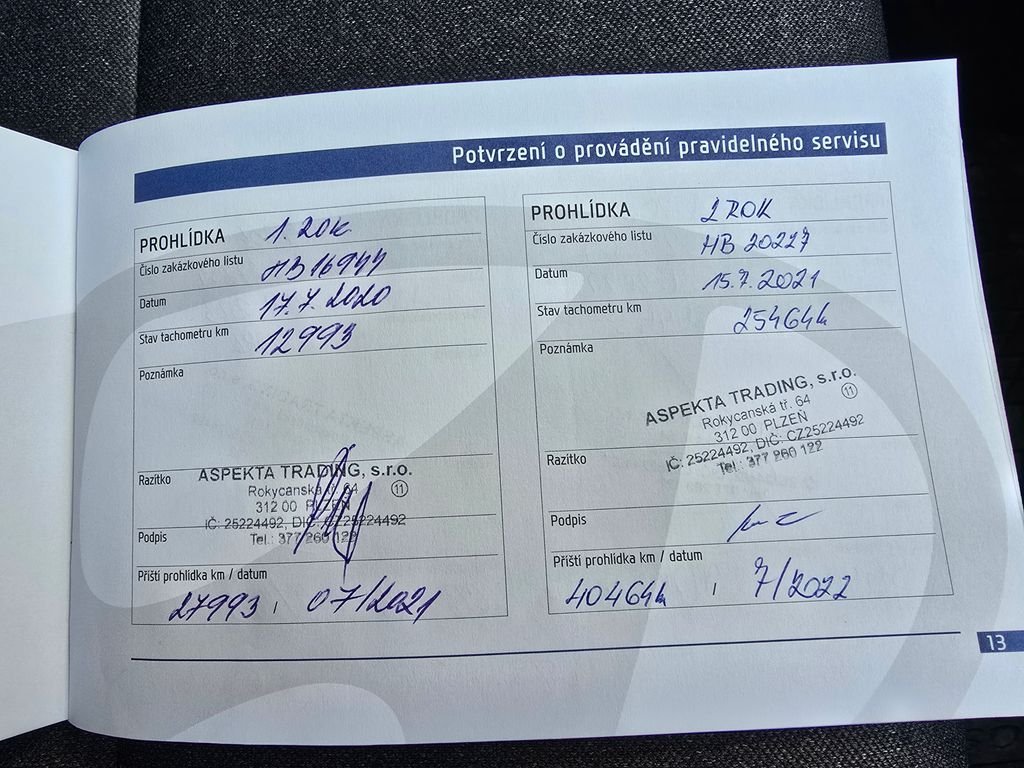 Potvrzení o provádění pravidelného servisu
PROHLÍDKA 1. ROK
Číslo zakázkového listu HB16944
Datum 17.7.2020
Stav tachometru km 12993
Poznámka
Razítko
ASPEKTA TRADING, s.r.o.
Rokycanská tř. 64 11
312 00 PLZEŇ
IČ: 25224492, DIČ: CZ25224492
Tel.: 377 260 122
Podpis
Příští prohlídka km / datum
27993 / 07/2021
PROHLÍDKA 2 ROK
Číslo zakázkového listu HB 20227
Datum 15.7.2021
Stav tachometru km 25464k
Poznámka
ASPEKTA TRADING, s.r.o.
Rokycanská tř. 64 11
312 00 PLZEŇ
IČ: 25224492, DIČ: CZ25224492
Tel.: 377 260 122
Razítko
Podpis
Příští prohlídka km / datum
40464k / 7/2022
13